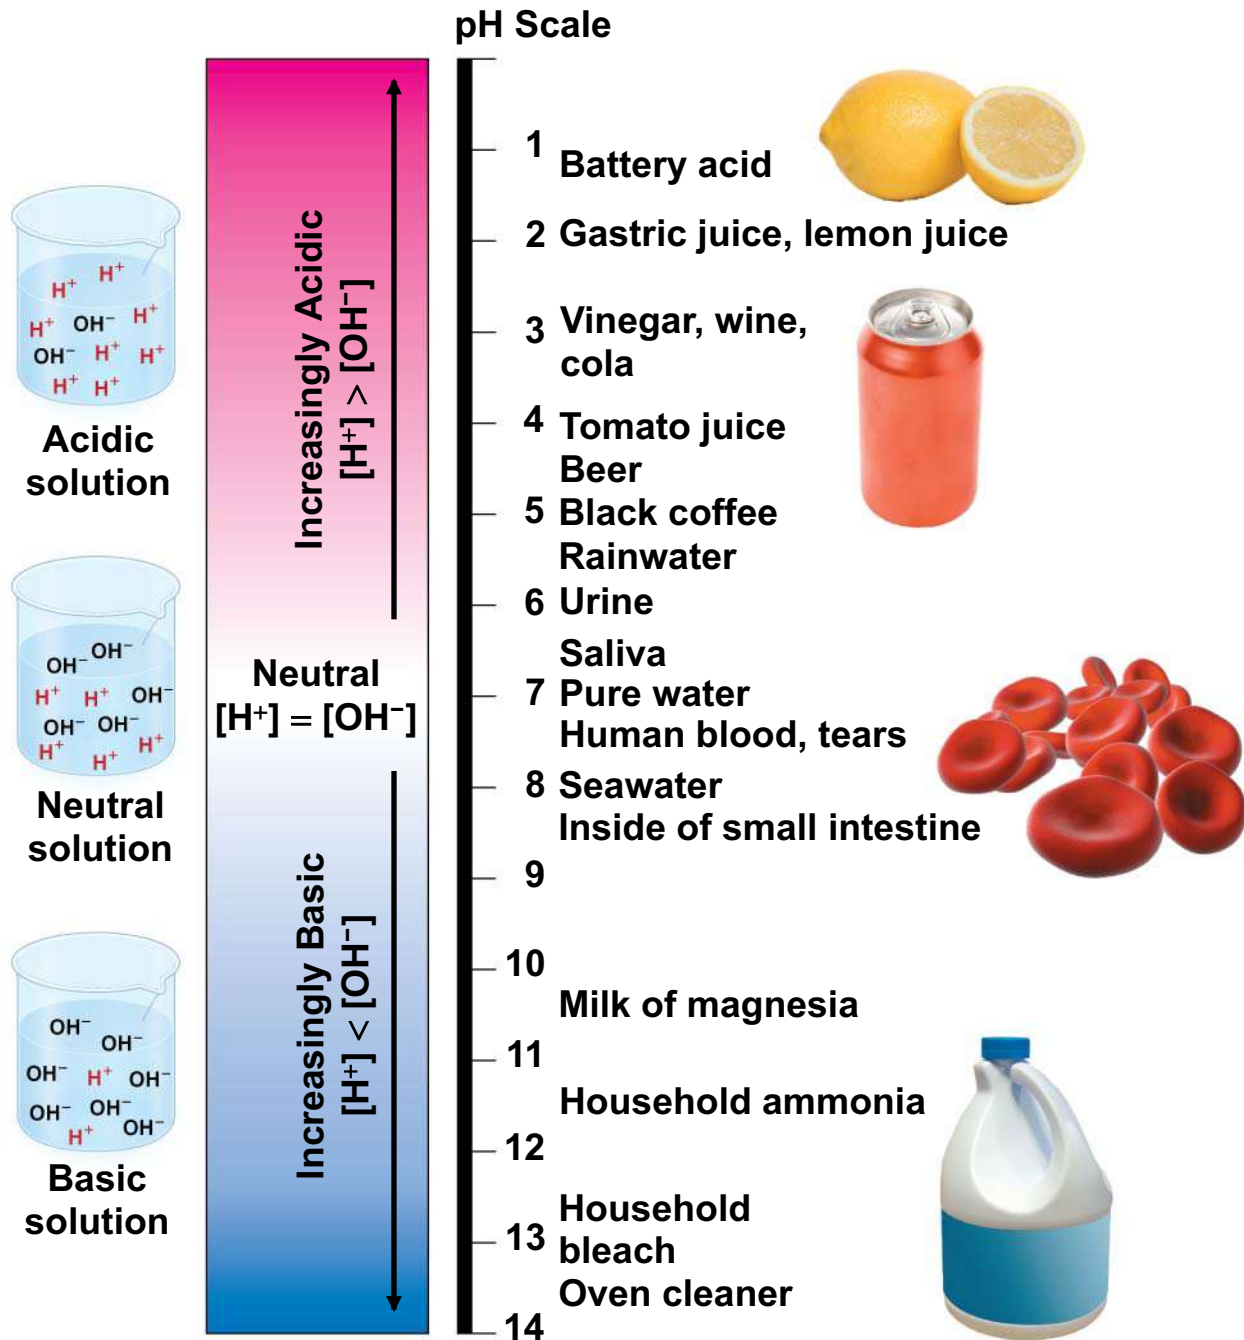 pH Scale
H⁺
H⁺
H⁺
OH⁻
H⁺
OH⁻
H⁺
H⁺
H⁺
H⁺
Acidic
solution
OH⁻
OH⁻
H⁺
H⁺
OH⁻
OH⁻
OH⁻
H⁺
H⁺
H⁺
Neutral
solution
OH⁻
OH⁻
OH⁻
H⁺
OH⁻
OH⁻
OH⁻
OH⁻
H⁺
Basic
solution
Increasingly Acidic
[H⁺] > [OH⁻]
Neutral
[H⁺] = [OH⁻]
Increasingly Basic
[H⁺] < [OH⁻]
1
Battery acid
2 Gastric juice, lemon juice
3 Vinegar, wine,
cola
4 Tomato juice
Beer
5 Black coffee
Rainwater
6 Urine
Saliva
7 Pure water
Human blood, tears
8 Seawater
Inside of small intestine
9
10
Milk of magnesia
11
Household ammonia
12
Household
13 bleach
Oven cleaner
14